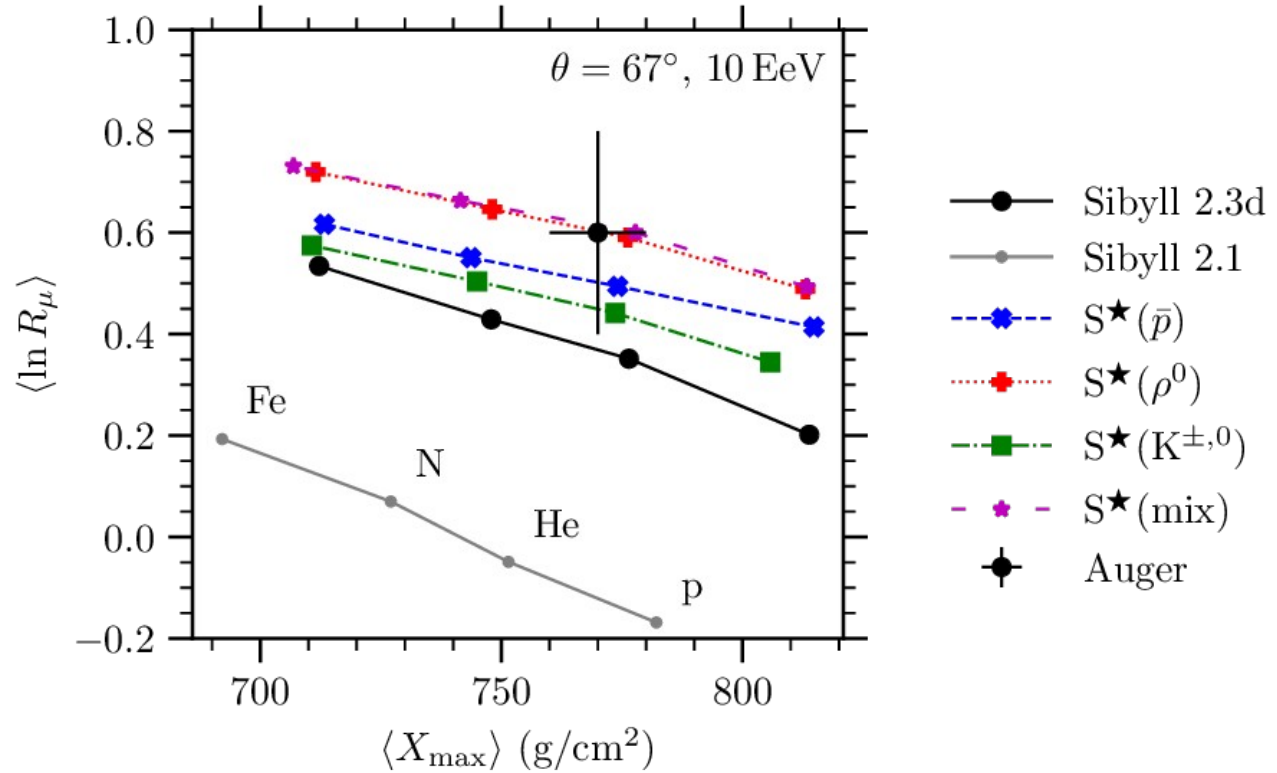 θ = 67°, 10 EeV
1.0
0.8
0.6
0.4
0.2
0.0
−0.2
⟨ln R_μ⟩
Fe
N
He
p
700
750
800
⟨X_max⟩ (g/cm²)
Sibyll 2.3d
Sibyll 2.1
S★(p̄)
S★(ρ⁰)
S★(K±,⁰)
S★(mix)
Auger